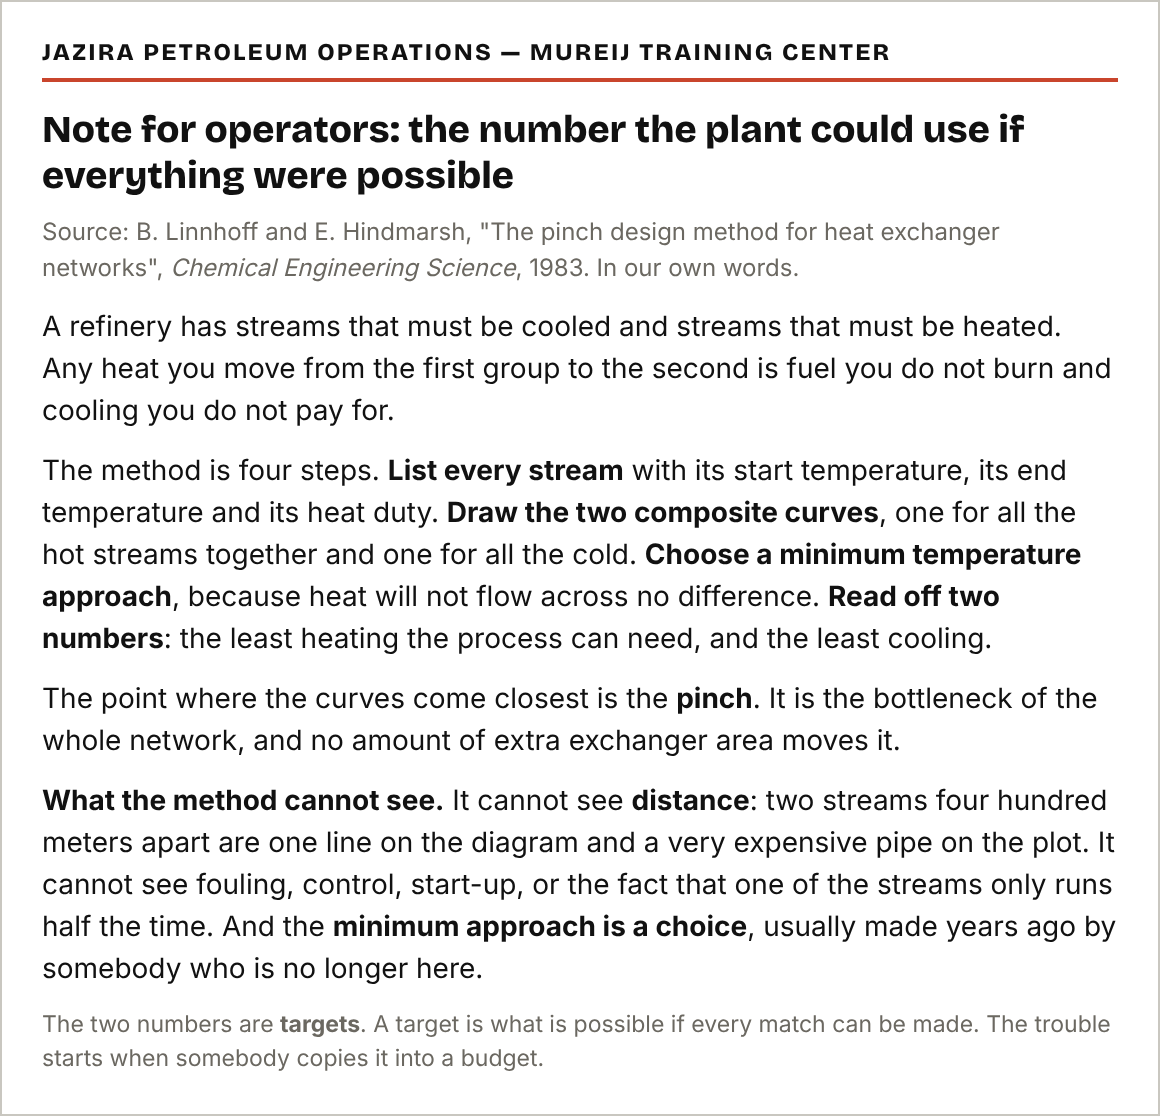 JAZIRA PETROLEUM OPERATIONS — MUREIJ TRAINING CENTER
Note for operators: the number the plant could use if
everything were possible
Source: B. Linnhoff and E. Hindmarsh, "The pinch design method for heat exchanger
networks", Chemical Engineering Science, 1983. In our own words.
A refinery has streams that must be cooled and streams that must be heated.
Any heat you move from the first group to the second is fuel you do not burn and
cooling you do not pay for.
The method is four steps. List every stream with its start temperature, its end
temperature and its heat duty. Draw the two composite curves, one for all the
hot streams together and one for all the cold. Choose a minimum temperature
approach, because heat will not flow across no difference. Read off two
numbers: the least heating the process can need, and the least cooling.
The point where the curves come closest is the pinch. It is the bottleneck of the
whole network, and no amount of extra exchanger area moves it.
What the method cannot see. It cannot see distance: two streams four hundred
meters apart are one line on the diagram and a very expensive pipe on the plot. It
cannot see fouling, control, start-up, or the fact that one of the streams only runs
half the time. And the minimum approach is a choice, usually made years ago by
somebody who is no longer here.
The two numbers are targets. A target is what is possible if every match can be made. The trouble
starts when somebody copies it into a budget.